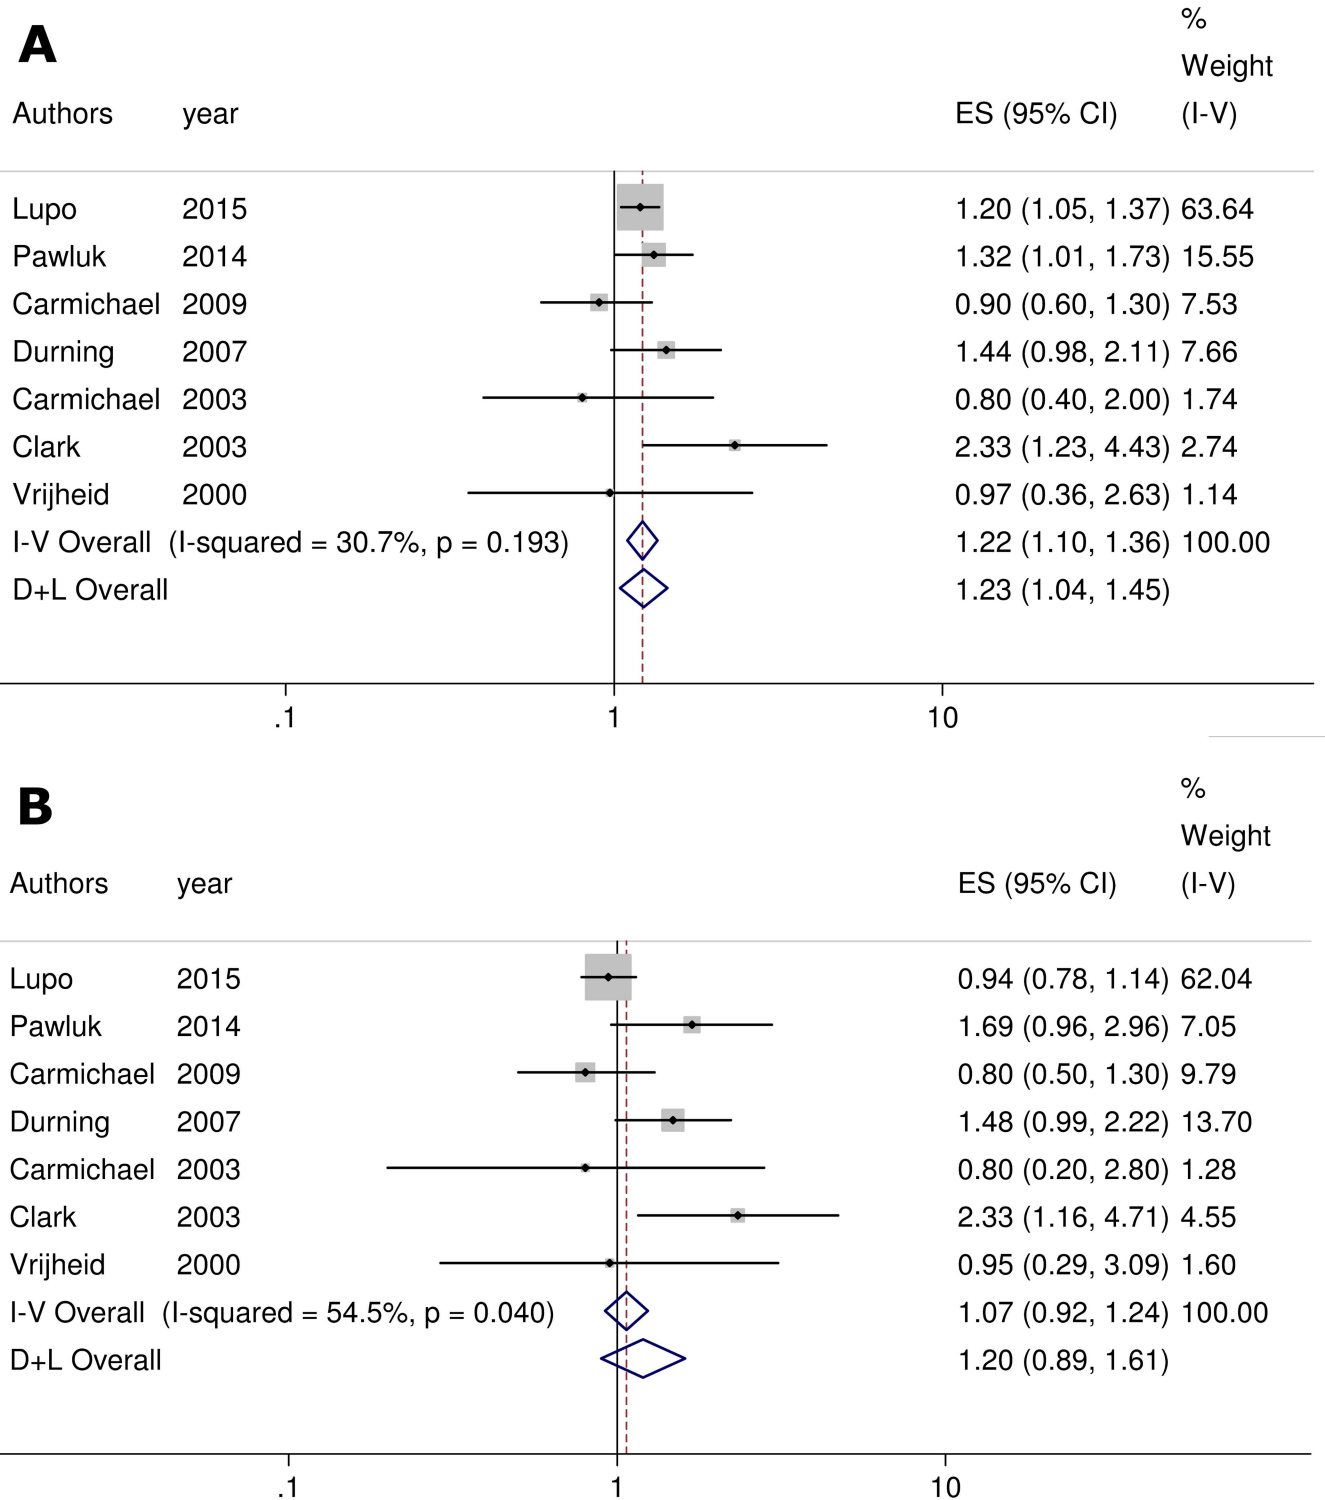 A
%
Weight
Authors year ES (95% CI) (I-V)
Lupo 2015 1.20 (1.05, 1.37) 63.64
Pawluk 2014 1.32 (1.01, 1.73) 15.55
Carmichael 2009 0.90 (0.60, 1.30) 7.53
Durning 2007 1.44 (0.98, 2.11) 7.66
Carmichael 2003 0.80 (0.40, 2.00) 1.74
Clark 2003 2.33 (1.23, 4.43) 2.74
Vrijheid 2000 0.97 (0.36, 2.63) 1.14
I-V Overall (I-squared = 30.7%, p = 0.193) 1.22 (1.10, 1.36) 100.00
D+L Overall 1.23 (1.04, 1.45)
.1 1 10
B
%
Weight
Authors year ES (95% CI) (I-V)
Lupo 2015 0.94 (0.78, 1.14) 62.04
Pawluk 2014 1.69 (0.96, 2.96) 7.05
Carmichael 2009 0.80 (0.50, 1.30) 9.79
Durning 2007 1.48 (0.99, 2.22) 13.70
Carmichael 2003 0.80 (0.20, 2.80) 1.28
Clark 2003 2.33 (1.16, 4.71) 4.55
Vrijheid 2000 0.95 (0.29, 3.09) 1.60
I-V Overall (I-squared = 54.5%, p = 0.040) 1.07 (0.92, 1.24) 100.00
D+L Overall 1.20 (0.89, 1.61)
.1 1 10